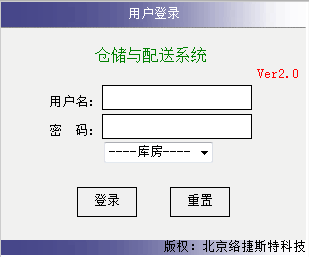 用户登录
仓储与配送系统
Ver2.0
用户名：
密　码：
----库房----
登录 重置
版权：北京络捷斯特科技